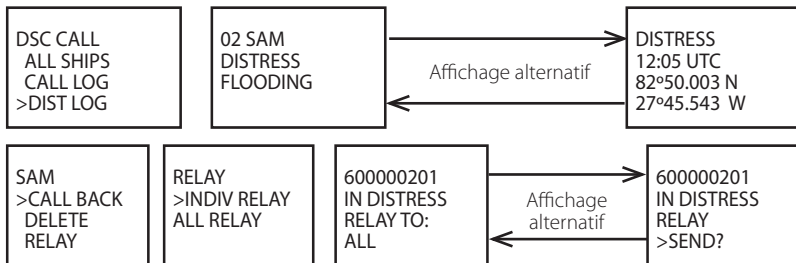 DSC CALL
ALL SHIPS
CALL LOG
>DIST LOG
02 SAM
DISTRESS
FLOODING
Affichage alternatif
DISTRESS
12:05 UTC
82º50.003 N
27º45.543 W
SAM
>CALL BACK
DELETE
RELAY
RELAY
>INDIV RELAY
ALL RELAY
600000201
IN DISTRESS
RELAY TO:
ALL
Affichage
alternatif
600000201
IN DISTRESS
RELAY
>SEND?